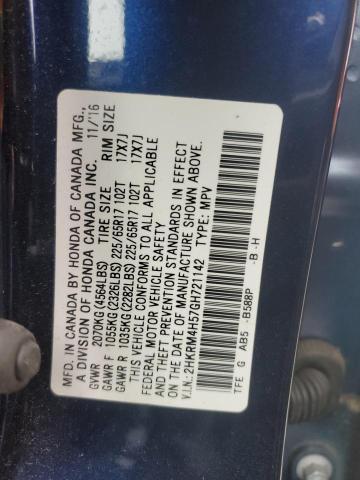 MFD. IN CANADA BY HONDA OF CANADA MFG.,
A DIVISION OF HONDA CANADA INC. 11/'16
GVWR 2070KG(4564LBS) TIRE SIZE RIM SIZE
GAWR F 1055KG(2326LBS) 225/65R17 102T 17X7J
GAWR R 1035KG(2282LBS) 225/65R17 102T 17X7J
THIS VEHICLE CONFORMS TO ALL APPLICABLE
FEDERAL MOTOR VEHICLE SAFETY
AND THEFT PREVENTION STANDARDS IN EFFECT
ON THE DATE OF MANUFACTURE SHOWN ABOVE.
V.I.N.:2HKRM4H57GH721142 TYPE: MPV
TFE G AB5 -B588P -B -H